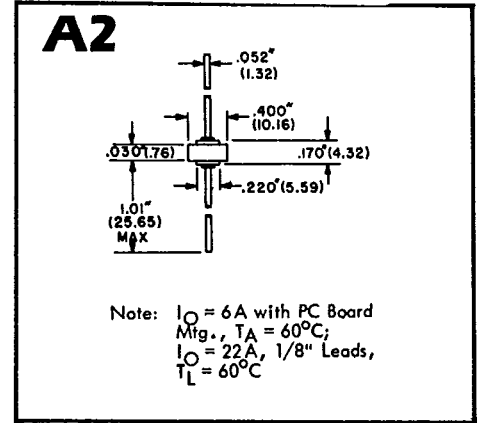 A2
.052"
(1.32)
.400"
(10.16)
.030"(.76)
.170"(4.32)
.220"(5.59)
1.01"
(25.65)
MAX
Note: IO = 6A with PC Board
Mtg., TA = 60°C;
IO = 22A, 1/8" Leads,
TL = 60°C